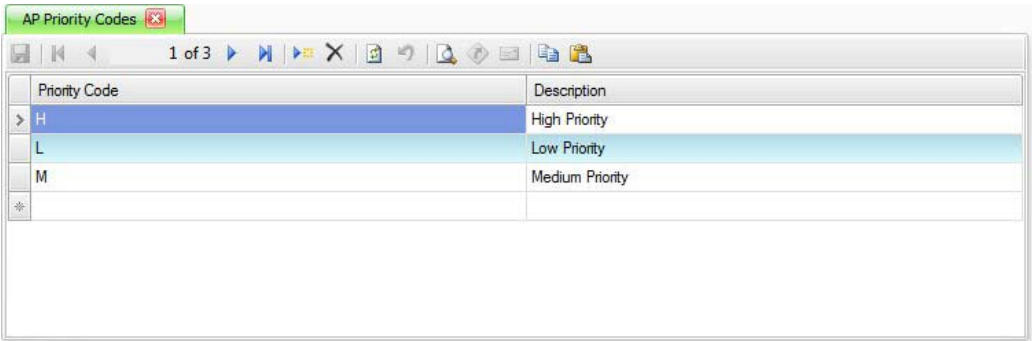 AP Priority Codes
1 of 3
Priority Code Description
H High Priority
L Low Priority
M Medium Priority